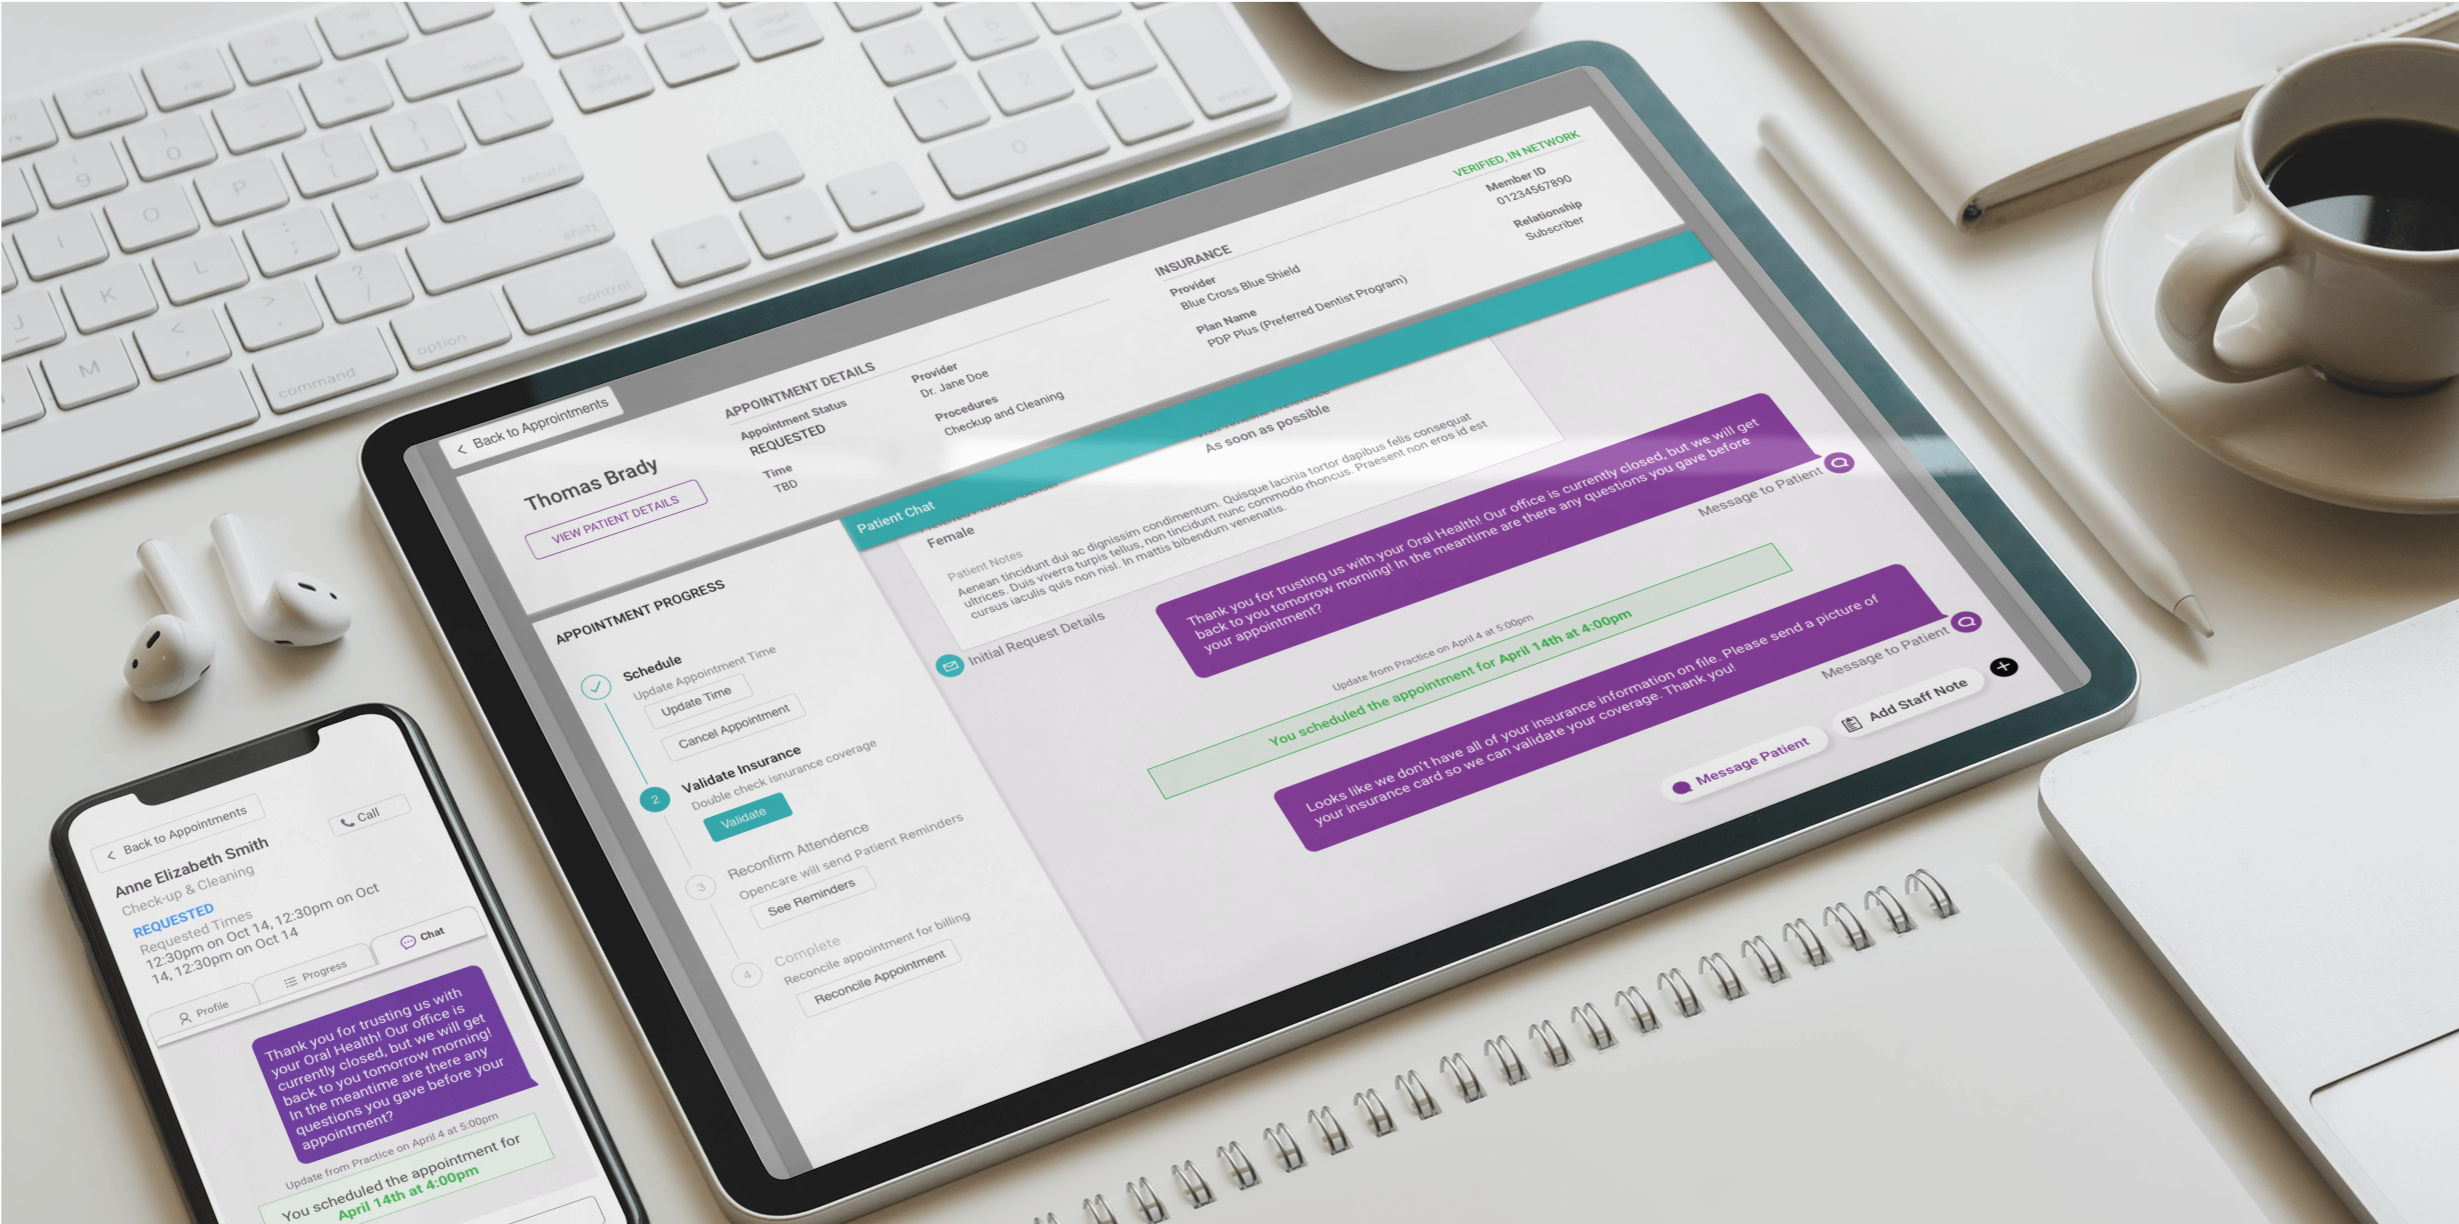 delete
return
shift
control
option
command
enter
9
0
I
O
P
J
K
L
M
4
5
1
2
3
0
Back to Appointments
Thomas Brady
VIEW PATIENT DETAILS
APPOINTMENT DETAILS
Appointment Status
REQUESTED
Time
TBD
Provider
Dr. Jane Doe
Procedures
Checkup and Cleaning
INSURANCE
VERIFIED, IN NETWORK
Provider
Blue Cross Blue Shield
Plan Name
PDP Plus (Preferred Dentist Program)
Member ID
01234567890
Relationship
Subscriber
APPOINTMENT PROGRESS
Schedule
Update Appointment Time
Update Time
Cancel Appointment
2
Validate Insurance
Double check isnurance coverage
Validate
3
Reconfirm Attendence
Opencare will send Patient Reminders
See Reminders
4
Complete
Reconcile appointment for billing
Reconcile Appointment
Patient Chat
As soon as possible
Female
Patient Notes
Aenean tincidunt dui ac dignissim condimentum. Quisque lacinia tortor dapibus felis consequat
ultrices. Duis viverra turpis tellus, non tincidunt nunc commodo rhoncus. Praesent non eros id est
cursus iaculis quis non nisl. In mattis bibendum venenatis.
Initial Request Details
Thank you for trusting us with your Oral Health! Our office is currently closed, but we will get
back to you tomorrow morning! In the meantime are there any questions you gave before
your appointment?
Message to Patient
Update from Practice on April 4 at 5:00pm
You scheduled the appointment for April 14th at 4:00pm
Looks like we don't have all of your insurance information on file. Please send a picture of
your insurance card so we can validate your coverage. Thank you!
Message to Patient
Message Patient
Add Staff Note
Back to Appointments
Call
Anne Elizabeth Smith
Check-up & Cleaning
REQUESTED
Requested Times
12:30pm on Oct 14, 12:30pm on Oct
14, 12:30pm on Oct 14
Profile
Progress
Chat
Thank you for trusting us with
your Oral Health! Our office is
currently closed, but we will get
back to you tomorrow morning!
In the meantime are there any
questions you gave before your
appointment?
Update from Practice on April 4 at 5:00pm
You scheduled the appointment for
April 14th at 4:00pm